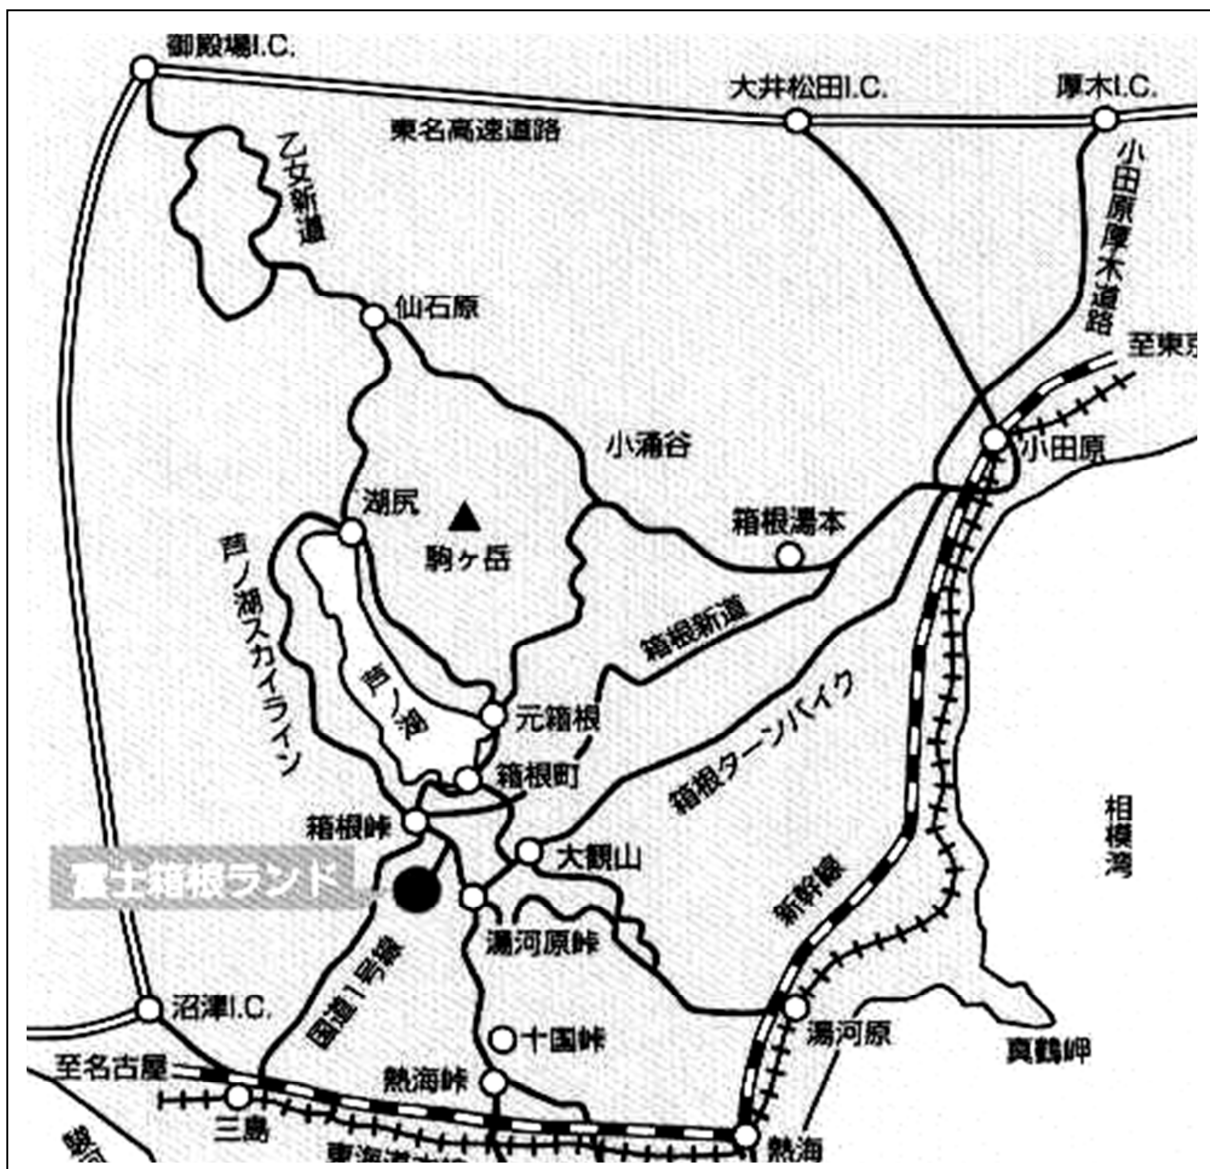 御殿場I.C.
大井松田I.C.
厚木I.C.
東名高速道路
乙女新道
小田原厚木道路
至東京
仙石原
小田原
小涌谷
湖尻
駒ヶ岳
箱根湯本
芦ノ湖スカイライン
箱根新道
芦ノ湖
箱根ターンパイク
元箱根
箱根町
相模湾
箱根峠
大観山
富士箱根ランド
新幹線
湯河原峠
国道1号線
沼津I.C.
十国峠
湯河原
真鶴岬
至名古屋
熱海峠
三島
熱海
東海道本線